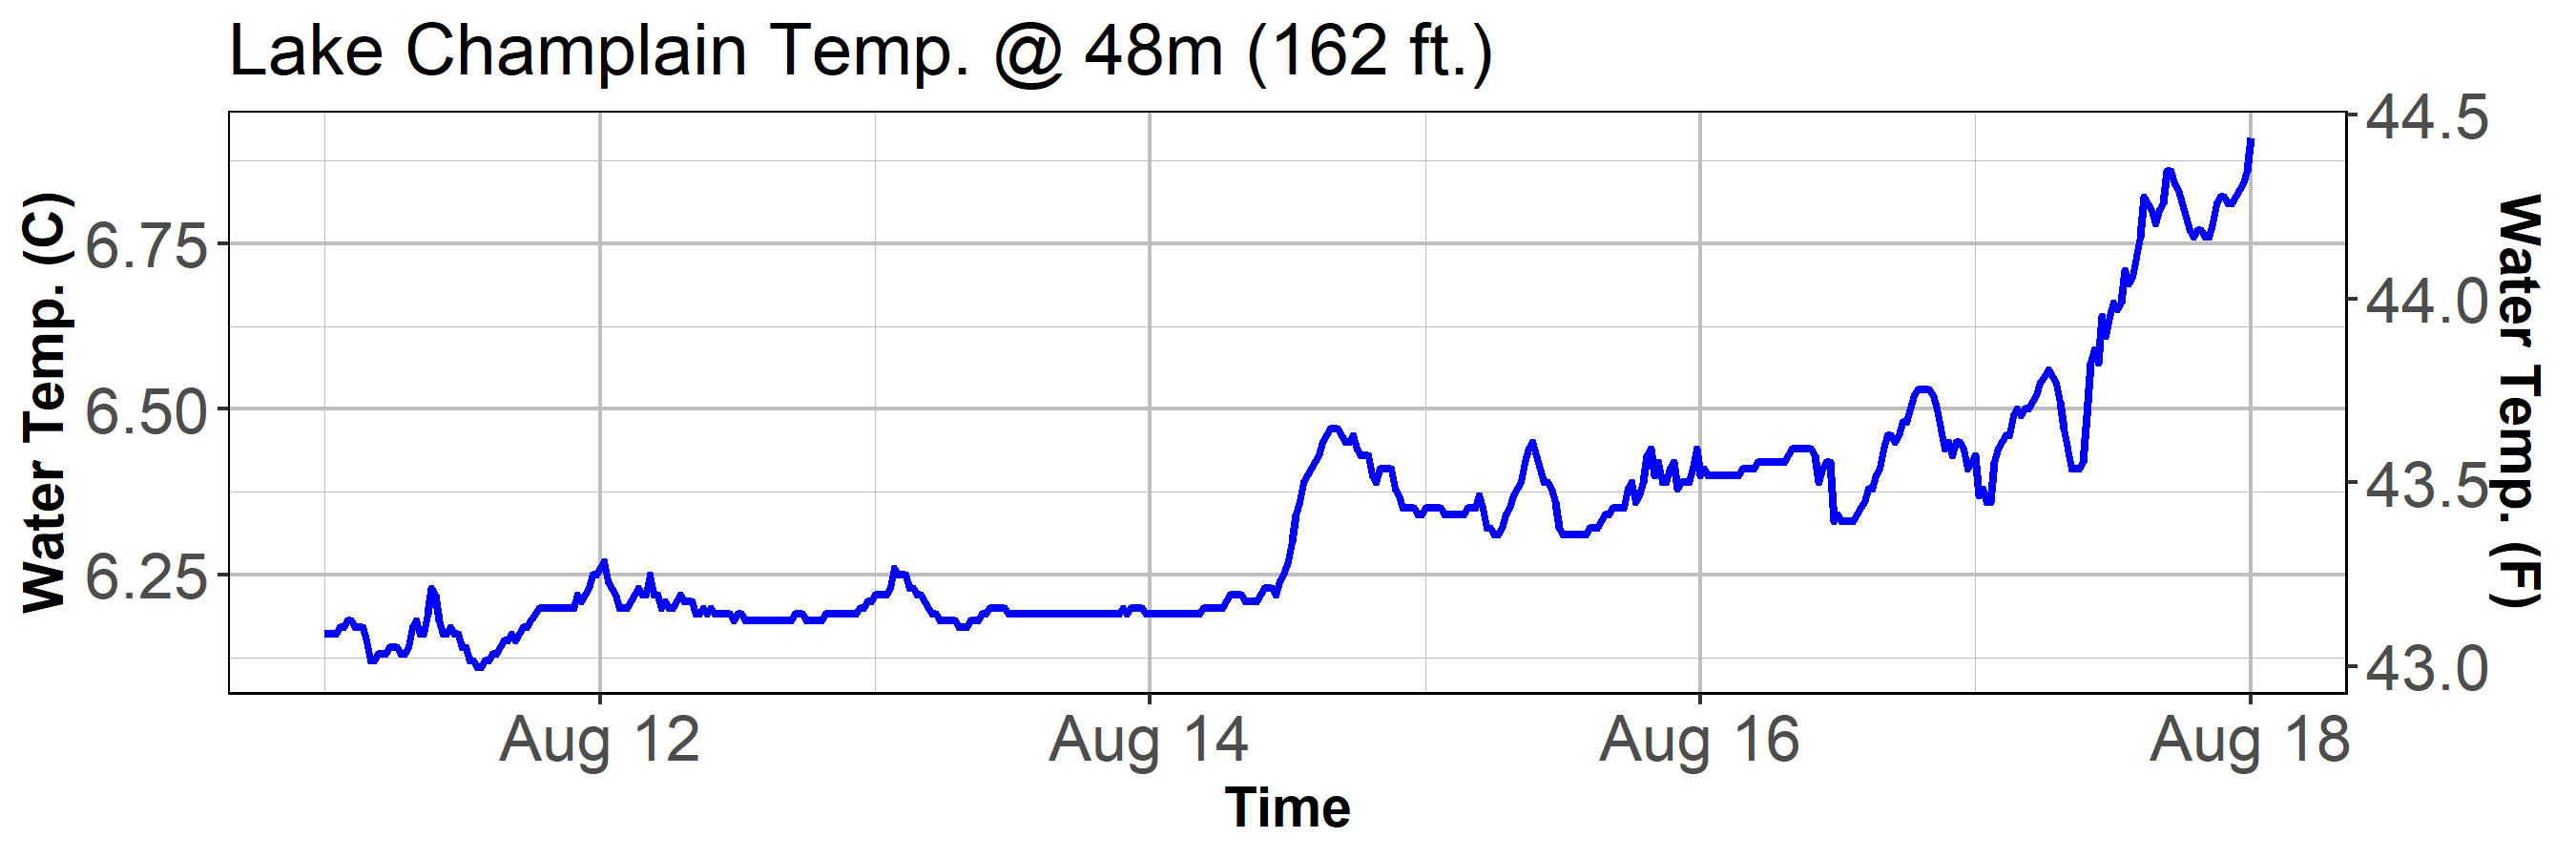 Lake Champlain Temp. @ 48m (162 ft.)
Water Temp. (C)
6.75
6.50
6.25
44.5
44.0
43.5
43.0
Water Temp. (F)
Aug 12 Aug 14 Aug 16 Aug 18
Time